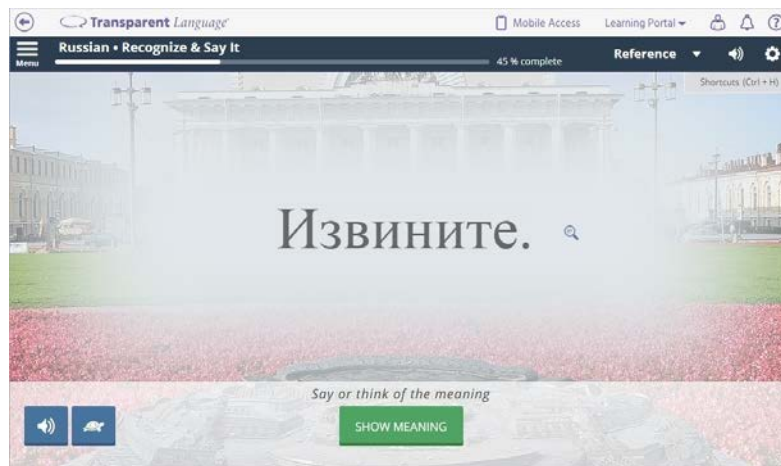 Transparent Language
Mobile Access
Learning Portal
Menu
Russian • Recognize & Say It
45 % complete
Reference
Shortcuts (Ctrl + H)
Извините.
Say or think of the meaning
SHOW MEANING